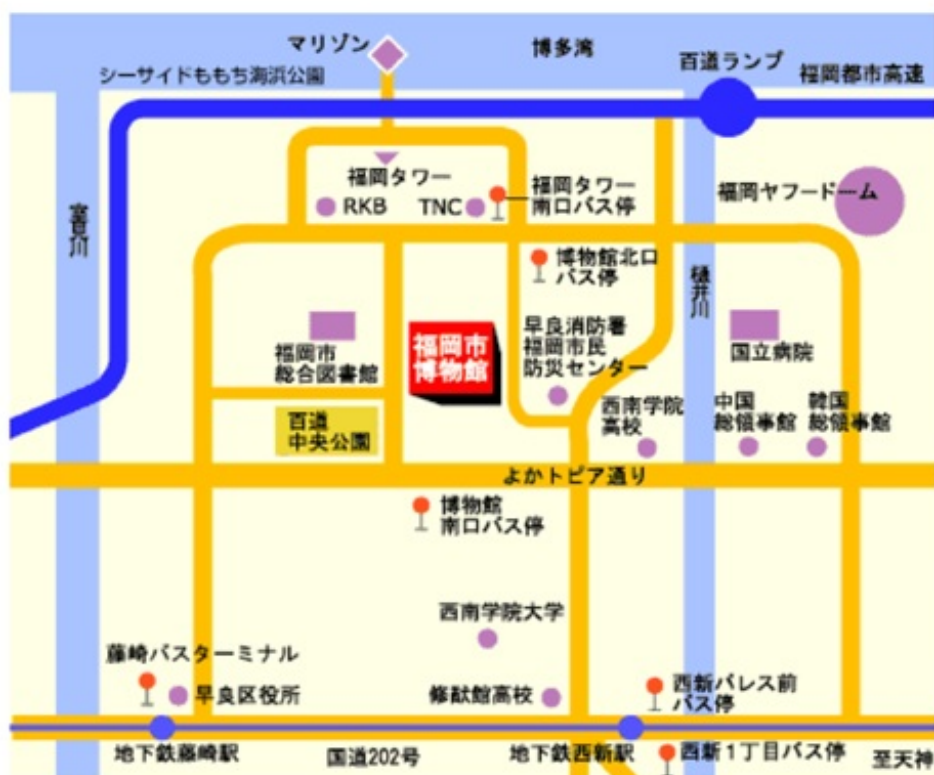 マリゾン
博多湾
百道ランプ
シーサイドももち海浜公園
福岡都市高速
室見川
福岡タワー
RKB
TNC
福岡タワー
南口バス停
福岡ヤフードーム
博物館北口
バス停
樋井川
福岡市
総合図書館
福岡市
博物館
早良消防署
福岡市民
防災センター
国立病院
百道
中央公園
西南学院
高校
中国
総領事館
韓国
総領事館
よかトピア通り
博物館
南口バス停
西南学院大学
藤崎バスターミナル
早良区役所
修猷館高校
西新パレス前
バス停
地下鉄藤崎駅
国道202号
地下鉄西新駅
西新1丁目バス停
至天神